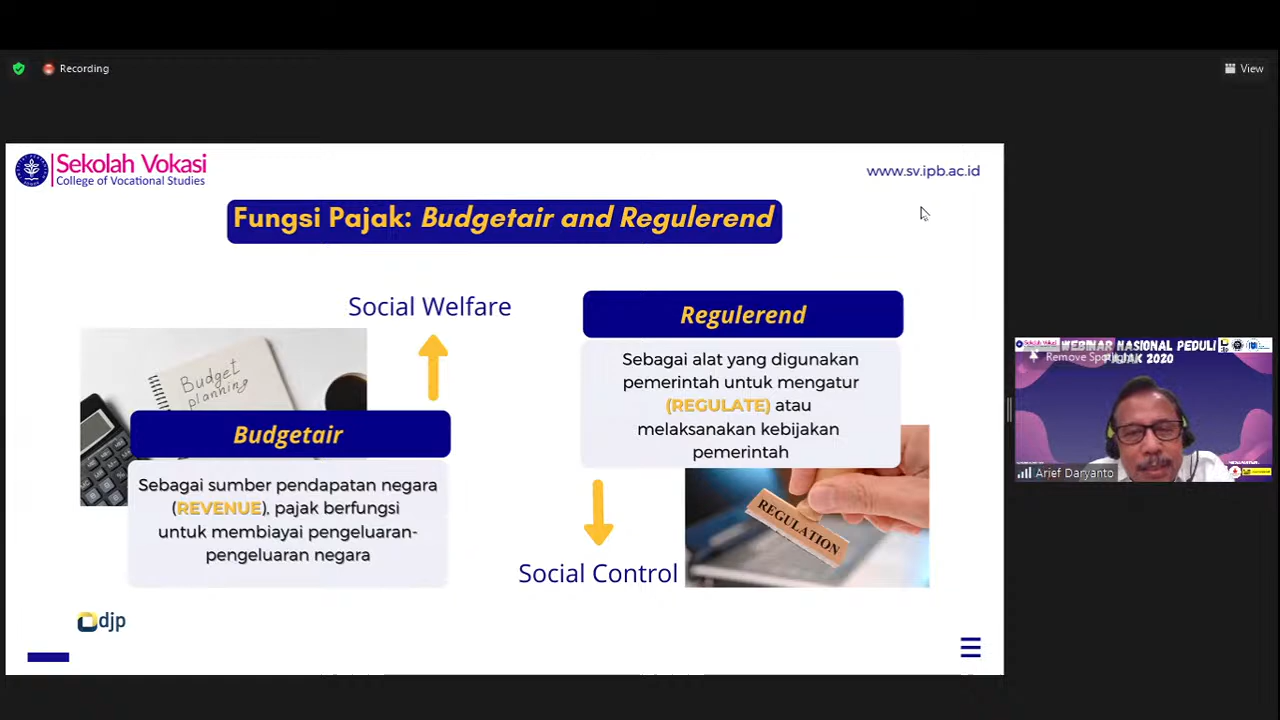 Recording
View
Sekolah Vokasi
College of Vocational Studies
www.sv.ipb.ac.id
Fungsi Pajak: Budgetair and Regulerend
Social Welfare
Budget
planning
Budgetair
Sebagai sumber pendapatan negara
(REVENUE), pajak berfungsi
untuk membiayai pengeluaran-
pengeluaran negara
Regulerend
Sebagai alat yang digunakan
pemerintah untuk mengatur
(REGULATE) atau
melaksanakan kebijakan
pemerintah
REGULATION
Social Control
djp
WEBINAR NASIONAL PEDULI
PAJAK 2020
Remove Spotlight
Arief Daryanto